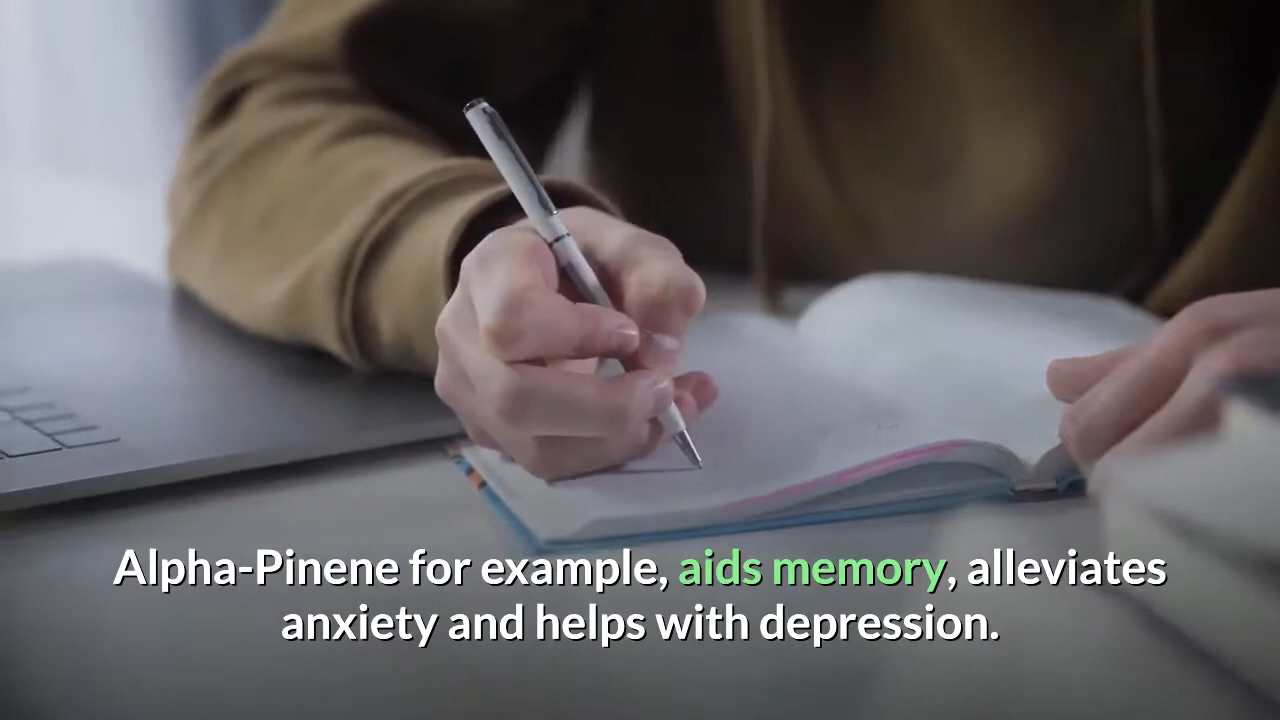 Alpha-Pinene for example, aids memory, alleviates
anxiety and helps with depression.